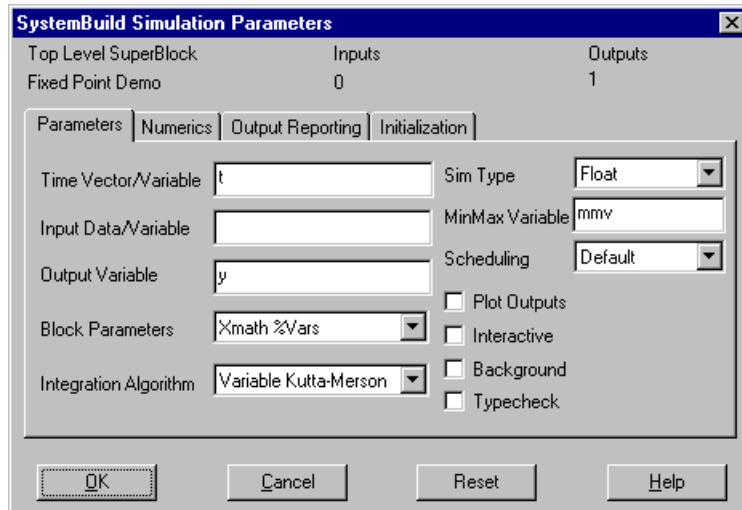 SystemBuild Simulation Parameters
Top Level SuperBlock Inputs Outputs
Fixed Point Demo 0 1
Parameters Numerics Output Reporting Initialization
Time Vector/Variable t
Input Data/Variable
Output Variable y
Block Parameters Xmath %Vars
Integration Algorithm Variable Kutta-Merson
Sim Type Float
MinMax Variable mmv
Scheduling Default
Plot Outputs
Interactive
Background
Typecheck
OK Cancel Reset Help